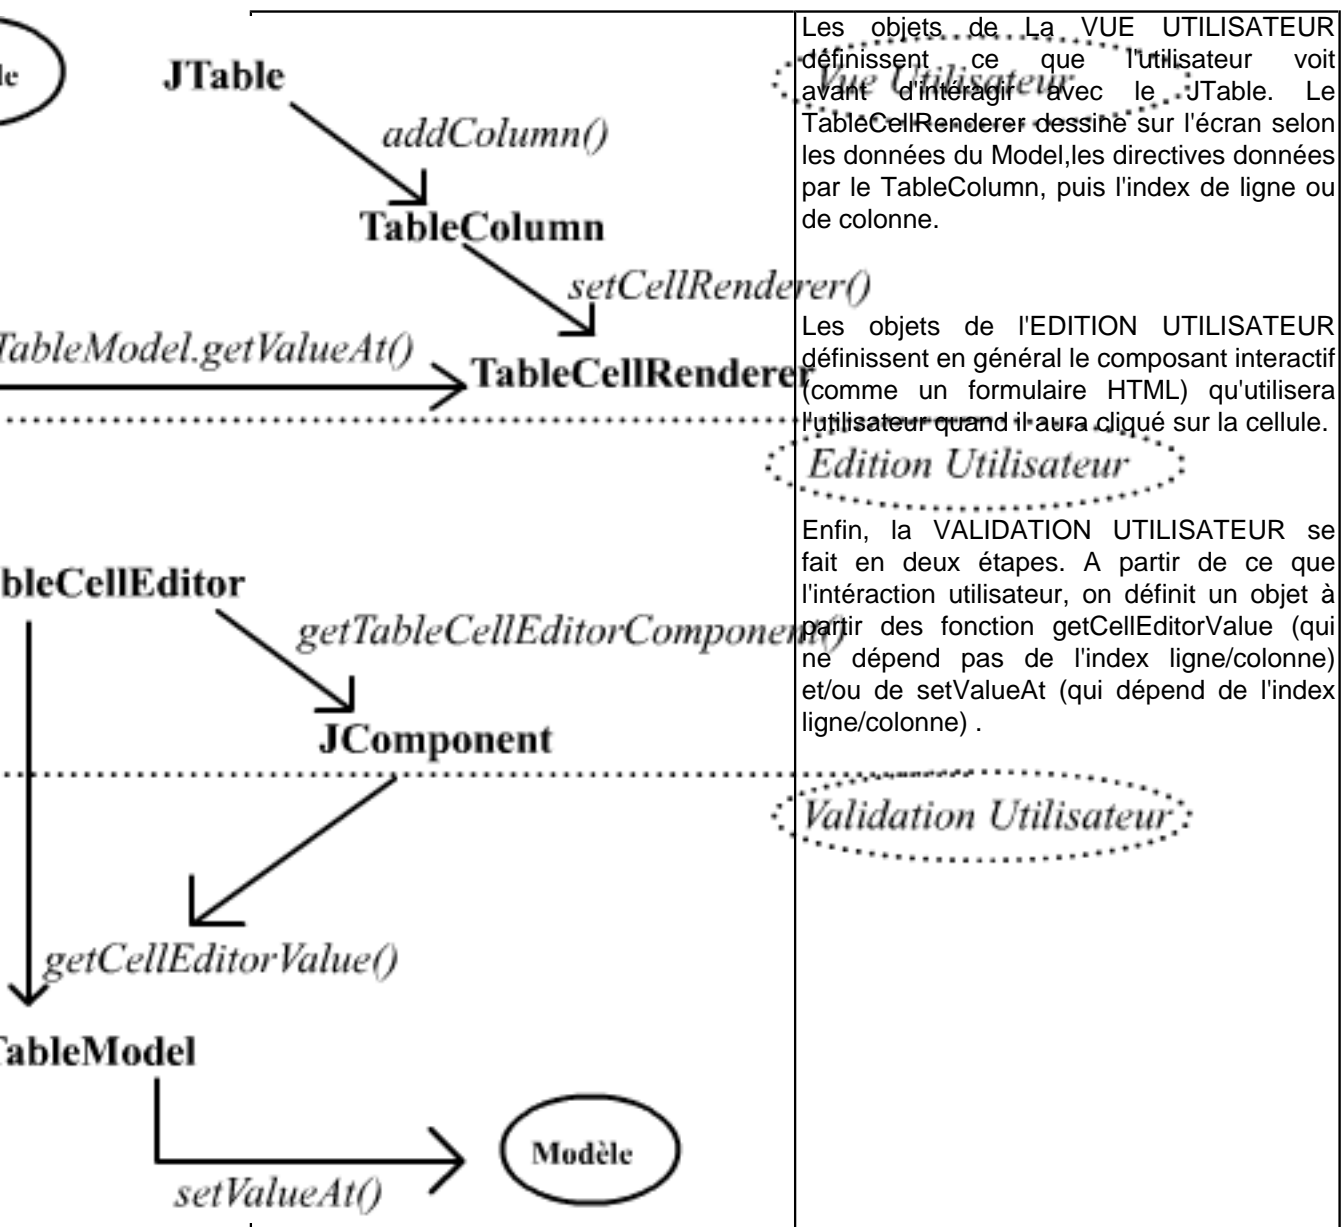 le
JTable
addColumn()
TableColumn
setCellRenderer()
TableModel.getValueAt()
TableCellRenderer
Vue Utilisateur
Edition Utilisateur
bleCellEditor
getTableCellEditorComponent()
JComponent
Validation Utilisateur
getCellEditorValue()
TableModel
setValueAt()
Modèle
Les objets de La VUE UTILISATEUR
définissent ce que l'utilisateur voit
avant d'intéragir avec le JTable. Le
TableCellRenderer dessine sur l'écran selon
les données du Model,les directives données
par le TableColumn, puis l'index de ligne ou
de colonne.
Les objets de l'EDITION UTILISATEUR
définissent en général le composant interactif
(comme un formulaire HTML) qu'utilisera
l'utilisateur quand il aura cliqué sur la cellule.
Enfin, la VALIDATION UTILISATEUR se
fait en deux étapes. A partir de ce que
l'intéraction utilisateur, on définit un objet à
partir des fonction getCellEditorValue (qui
ne dépend pas de l'index ligne/colonne)
et/ou de setValueAt (qui dépend de l'index
ligne/colonne) .